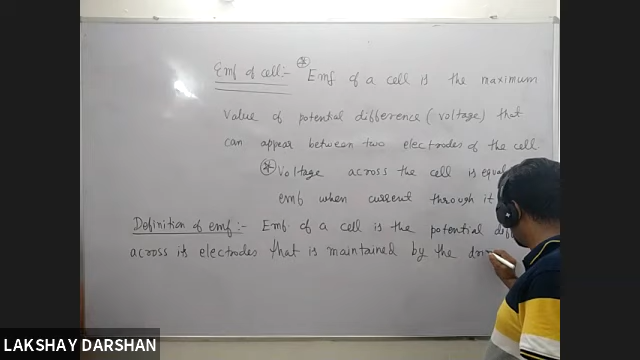 Emf of cell:- * Emf of a cell is the maximum
value of potential difference (voltage) that
can appear between two electrodes of the cell
* Voltage across the cell is equal
emf when current through it
Definition of emf :- Emf of a cell is the potential diff
across its electrodes that is maintained by the dri
LAKSHAY DARSHAN